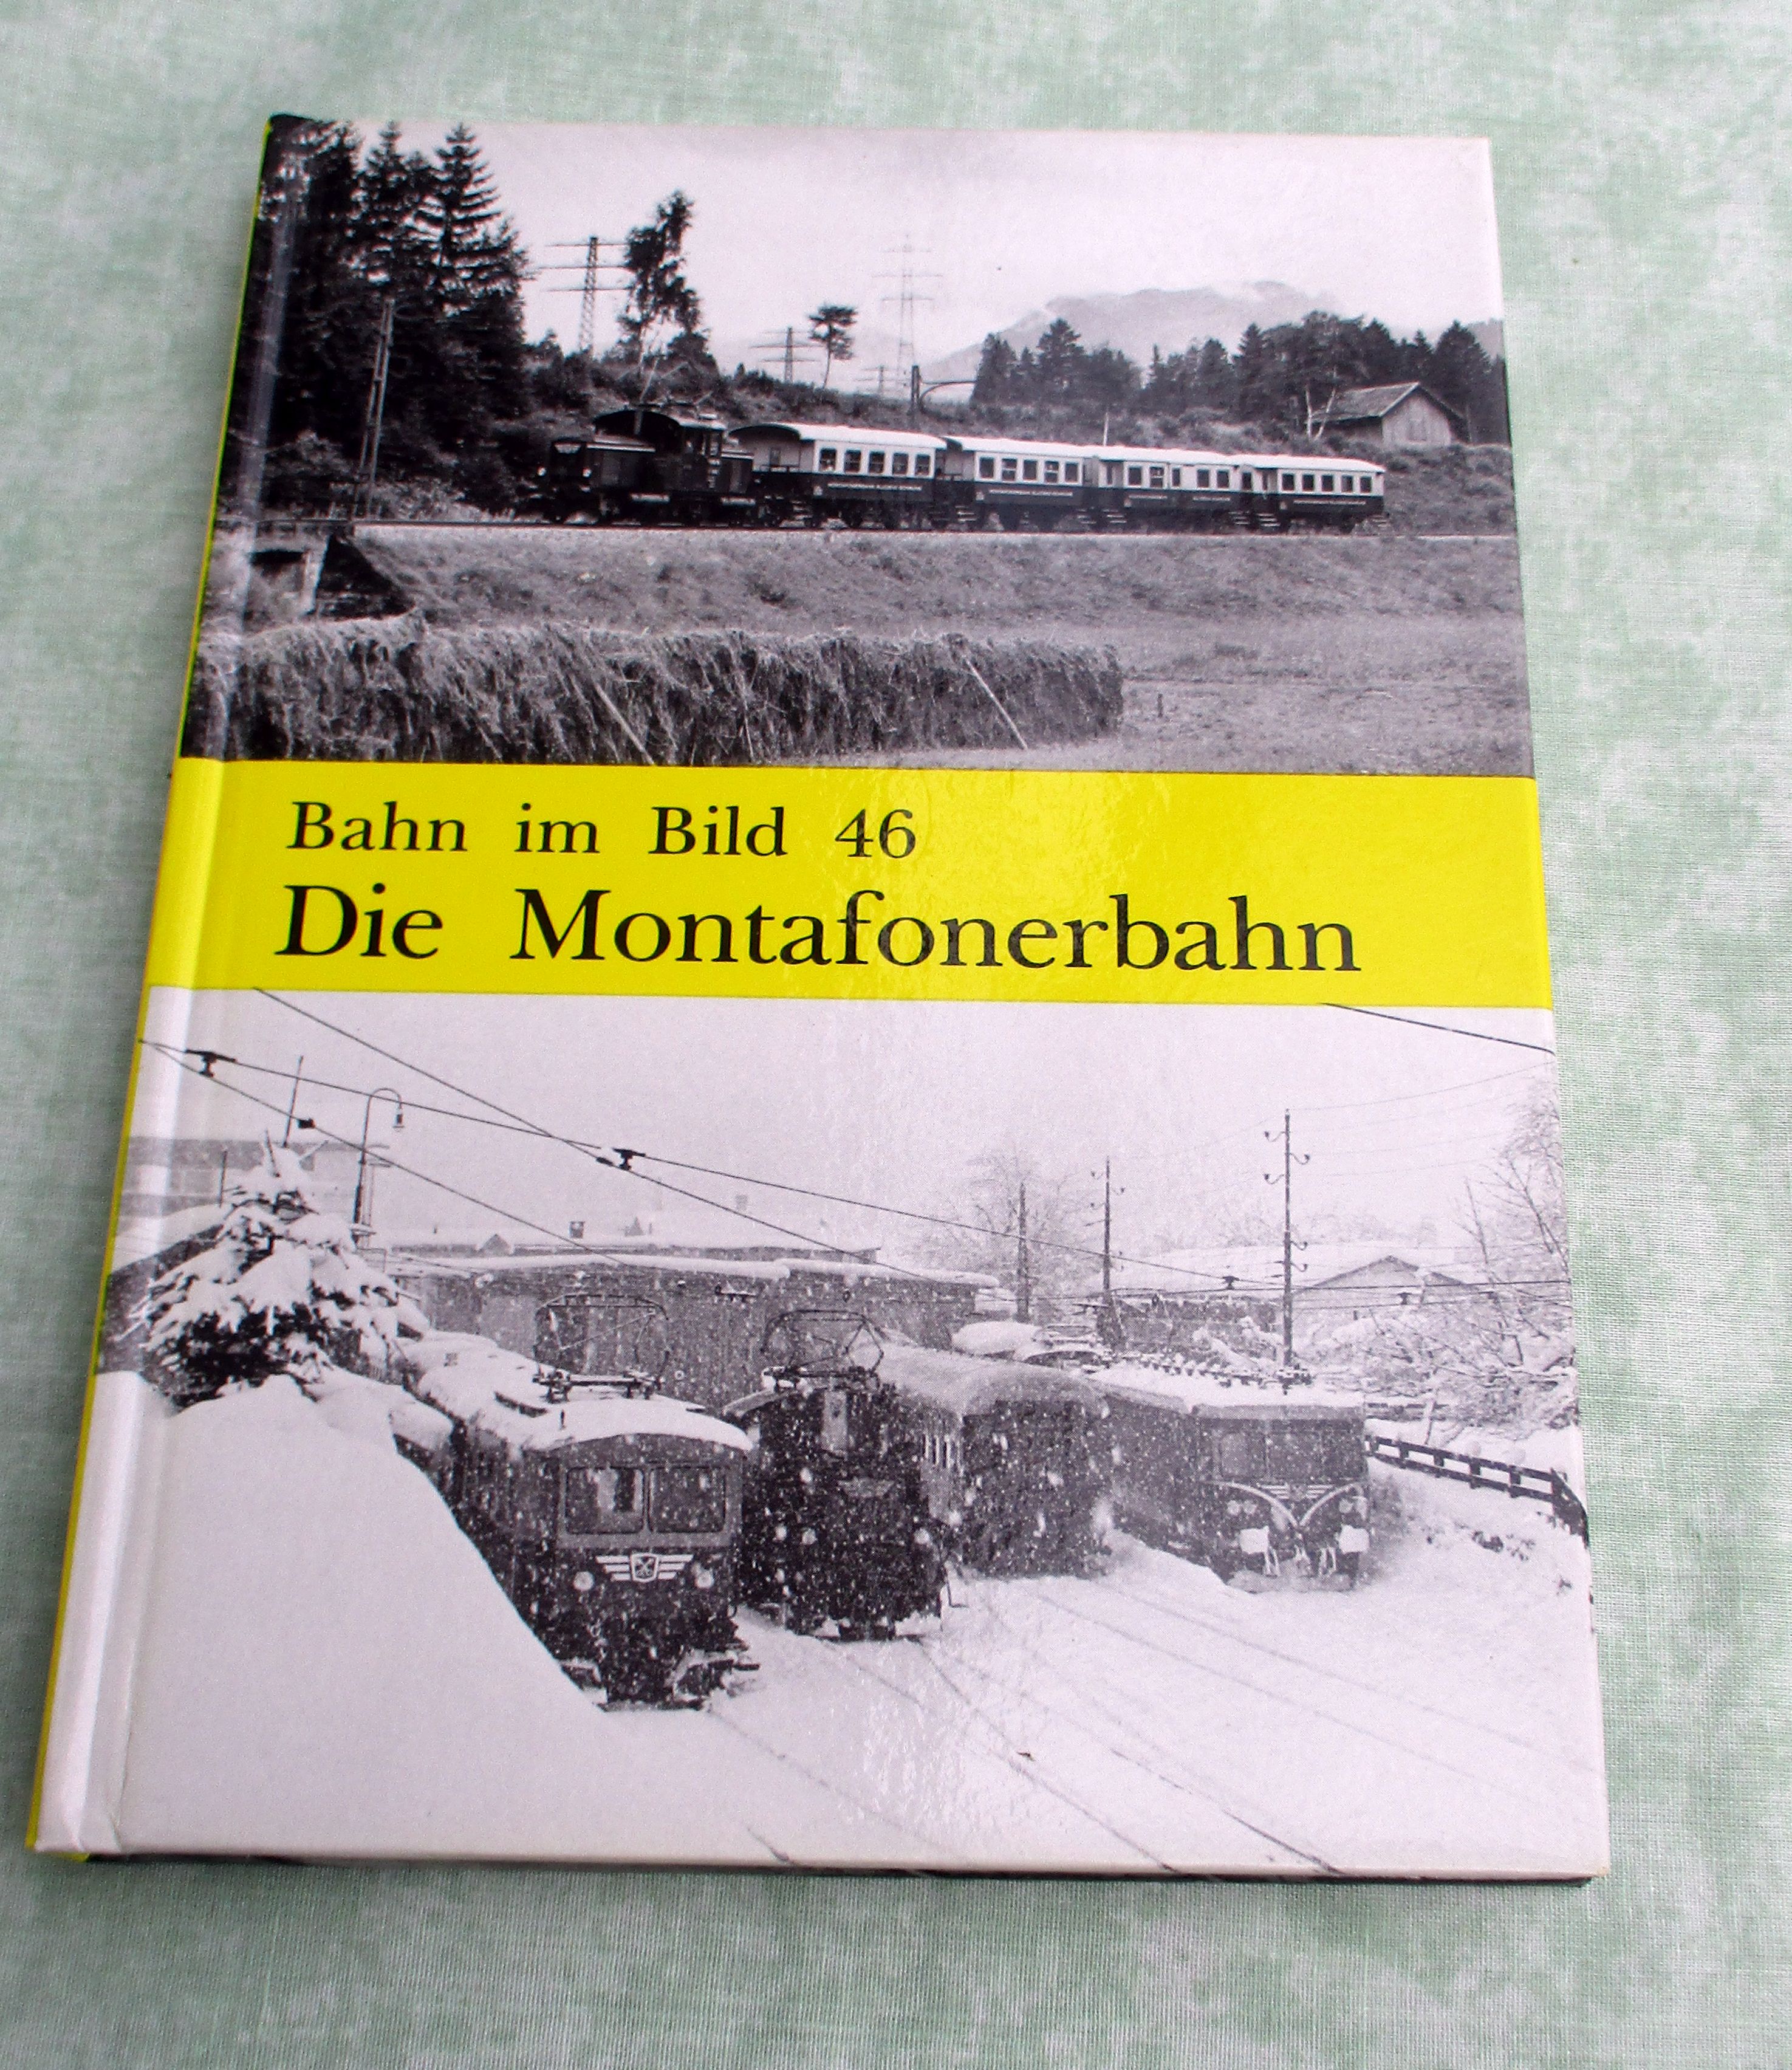 Bahn im Bild 46
Die Montafonerbahn